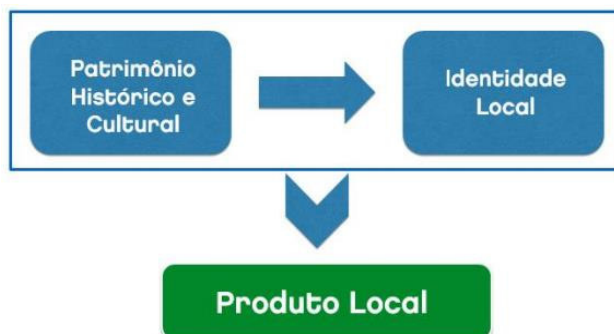 Patrimônio
Histórico e
Cultural
Identidade
Local
Produto Local